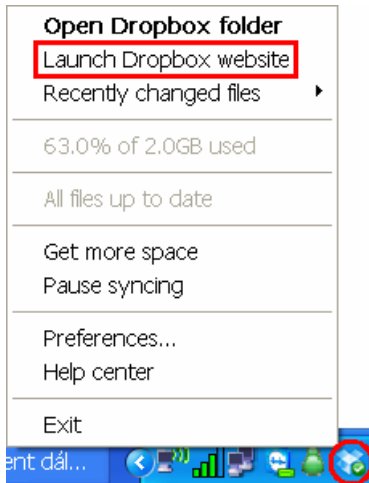 Open Dropbox folder
Launch Dropbox website
Recently changed files
63.0% of 2.0GB used
All files up to date
Get more space
Pause syncing
Preferences...
Help center
Exit
ent dál...